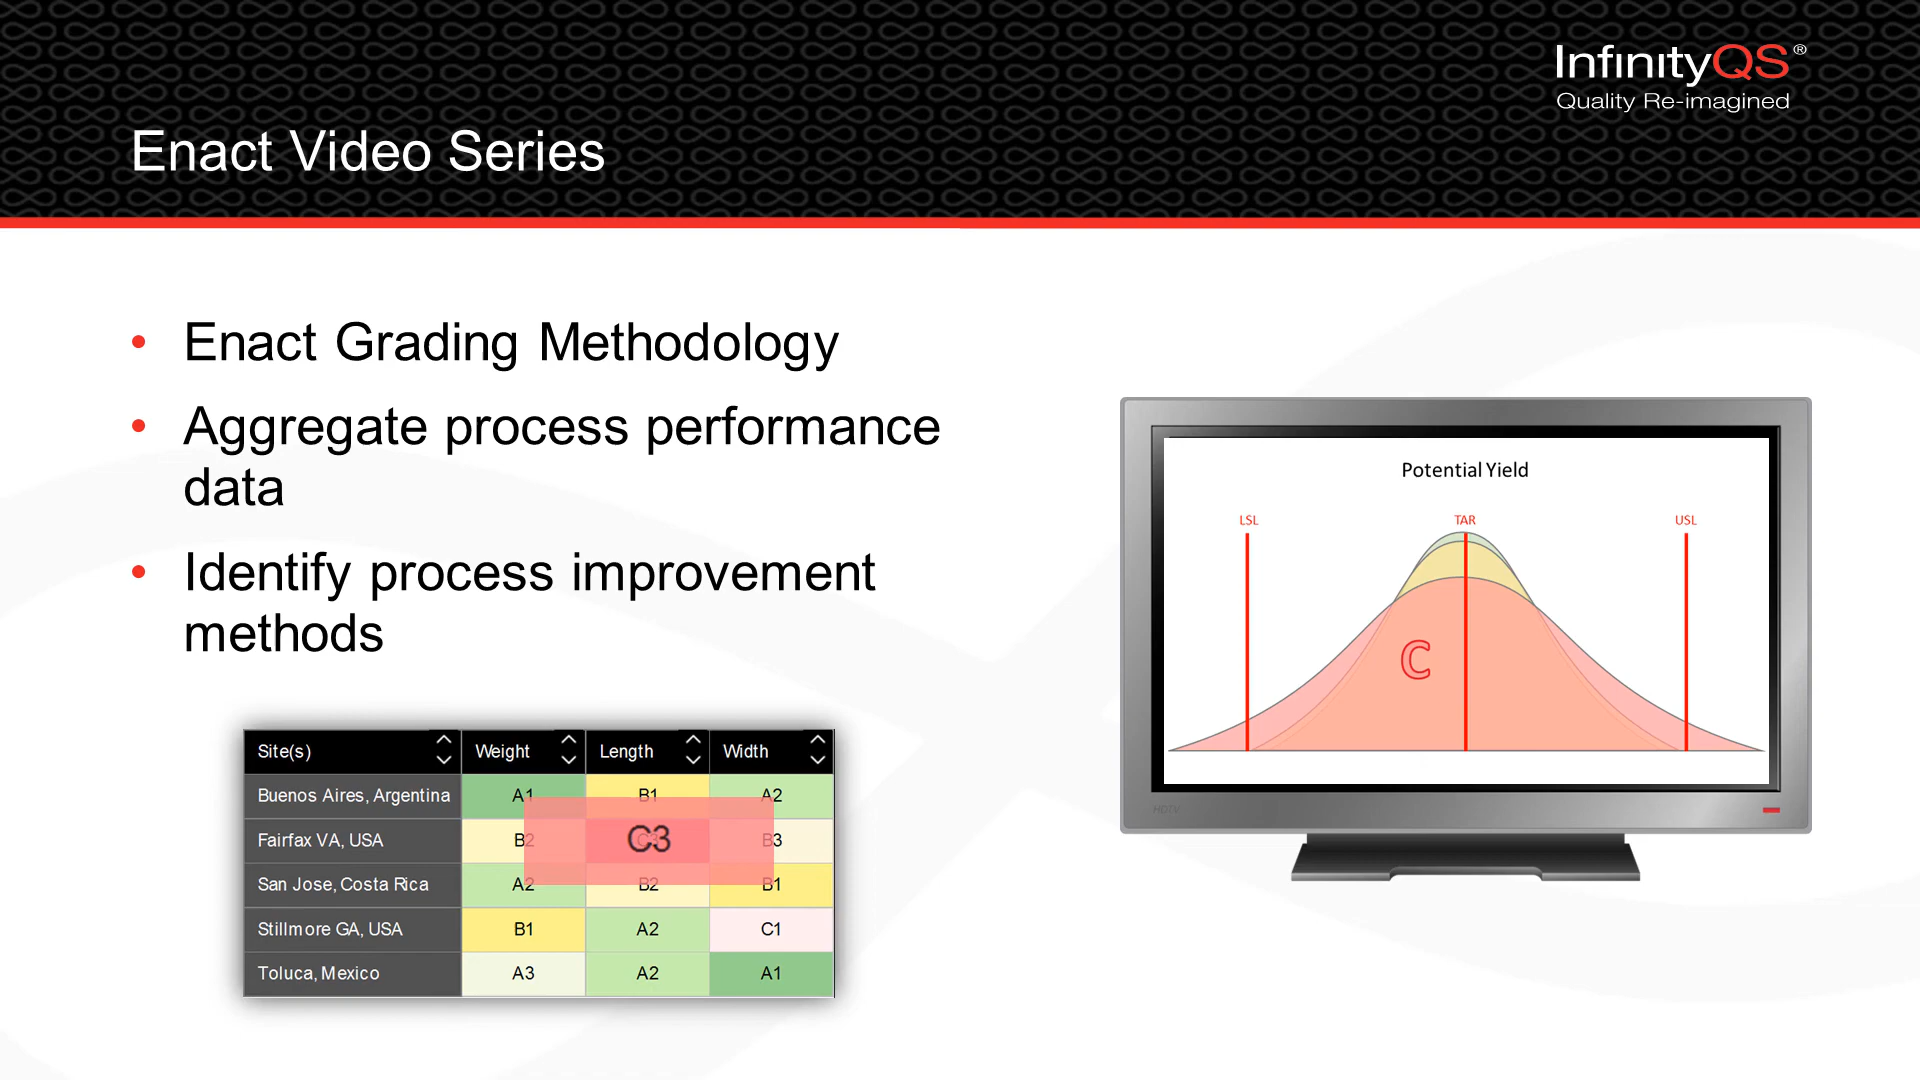 InfinityQS®
Quality Re-imagined
Enact Video Series
• Enact Grading Methodology
• Aggregate process performance
data
• Identify process improvement
methods
Potential Yield
LSL TAR USL
C
HDTV
Site(s) Weight Length Width
Buenos Aires, Argentina A1 B1 A2
Fairfax VA, USA B2 C3 B3
San Jose, Costa Rica A2 B2 B1
Stillmore GA, USA B1 A2 C1
Toluca, Mexico A3 A2 A1